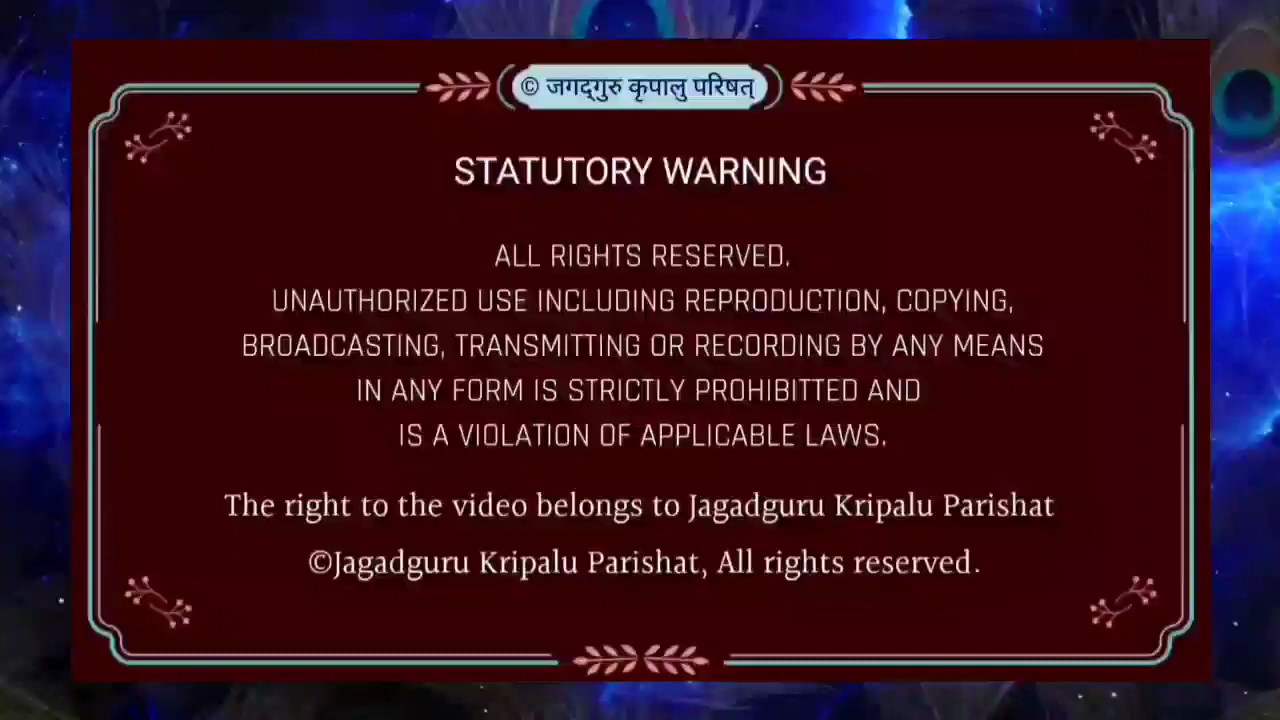 © जगद्गुरु कृपालु परिषत्
STATUTORY WARNING
ALL RIGHTS RESERVED.
UNAUTHORIZED USE INCLUDING REPRODUCTION, COPYING,
BROADCASTING, TRANSMITTING OR RECORDING BY ANY MEANS
IN ANY FORM IS STRICTLY PROHIBITTED AND
IS A VIOLATION OF APPLICABLE LAWS.
The right to the video belongs to Jagadguru Kripalu Parishat
©Jagadguru Kripalu Parishat, All rights reserved.